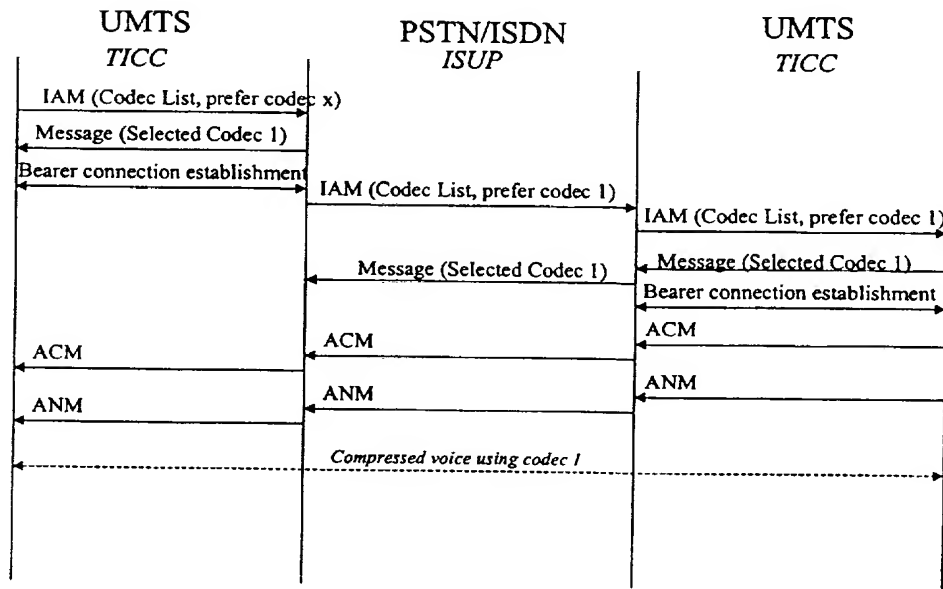 UMTS
TICC
PSTN/ISDN
ISUP
UMTS
TICC
IAM (Codec List, prefer codec x)
Message (Selected Codec 1)
Bearer connection establishment
IAM (Codec List, prefer codec 1)
IAM (Codec List, prefer codec 1)
Message (Selected Codec 1)
Message (Selected Codec 1)
Bearer connection establishment
ACM
ACM
ACM
ANM
ANM
ANM
Compressed voice using codec 1